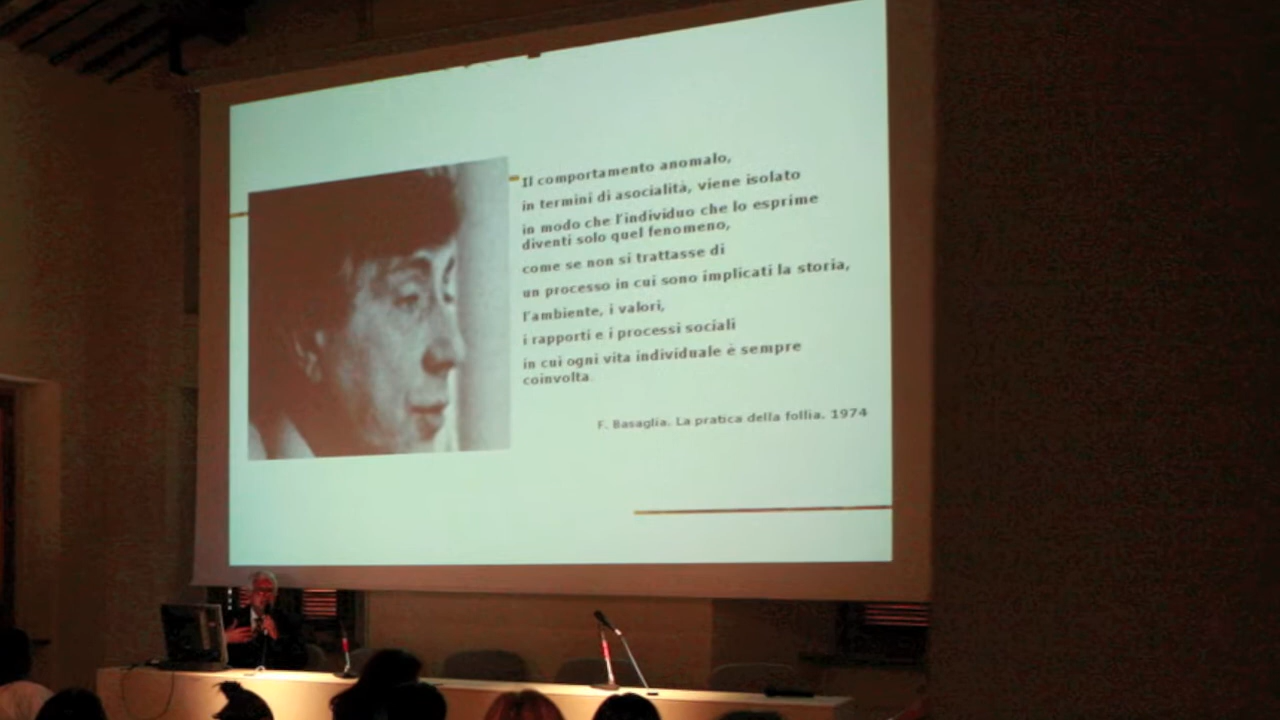 Il comportamento anomalo,
in termini di asocialità, viene isolato
in modo che l'individuo che lo esprime
diventi solo quel fenomeno,
come se non si trattasse di
un processo in cui sono implicati la storia,
l'ambiente, i valori,
i rapporti e i processi sociali
in cui ogni vita individuale è sempre
coinvolta.
F. Basaglia. La pratica della follia. 1974